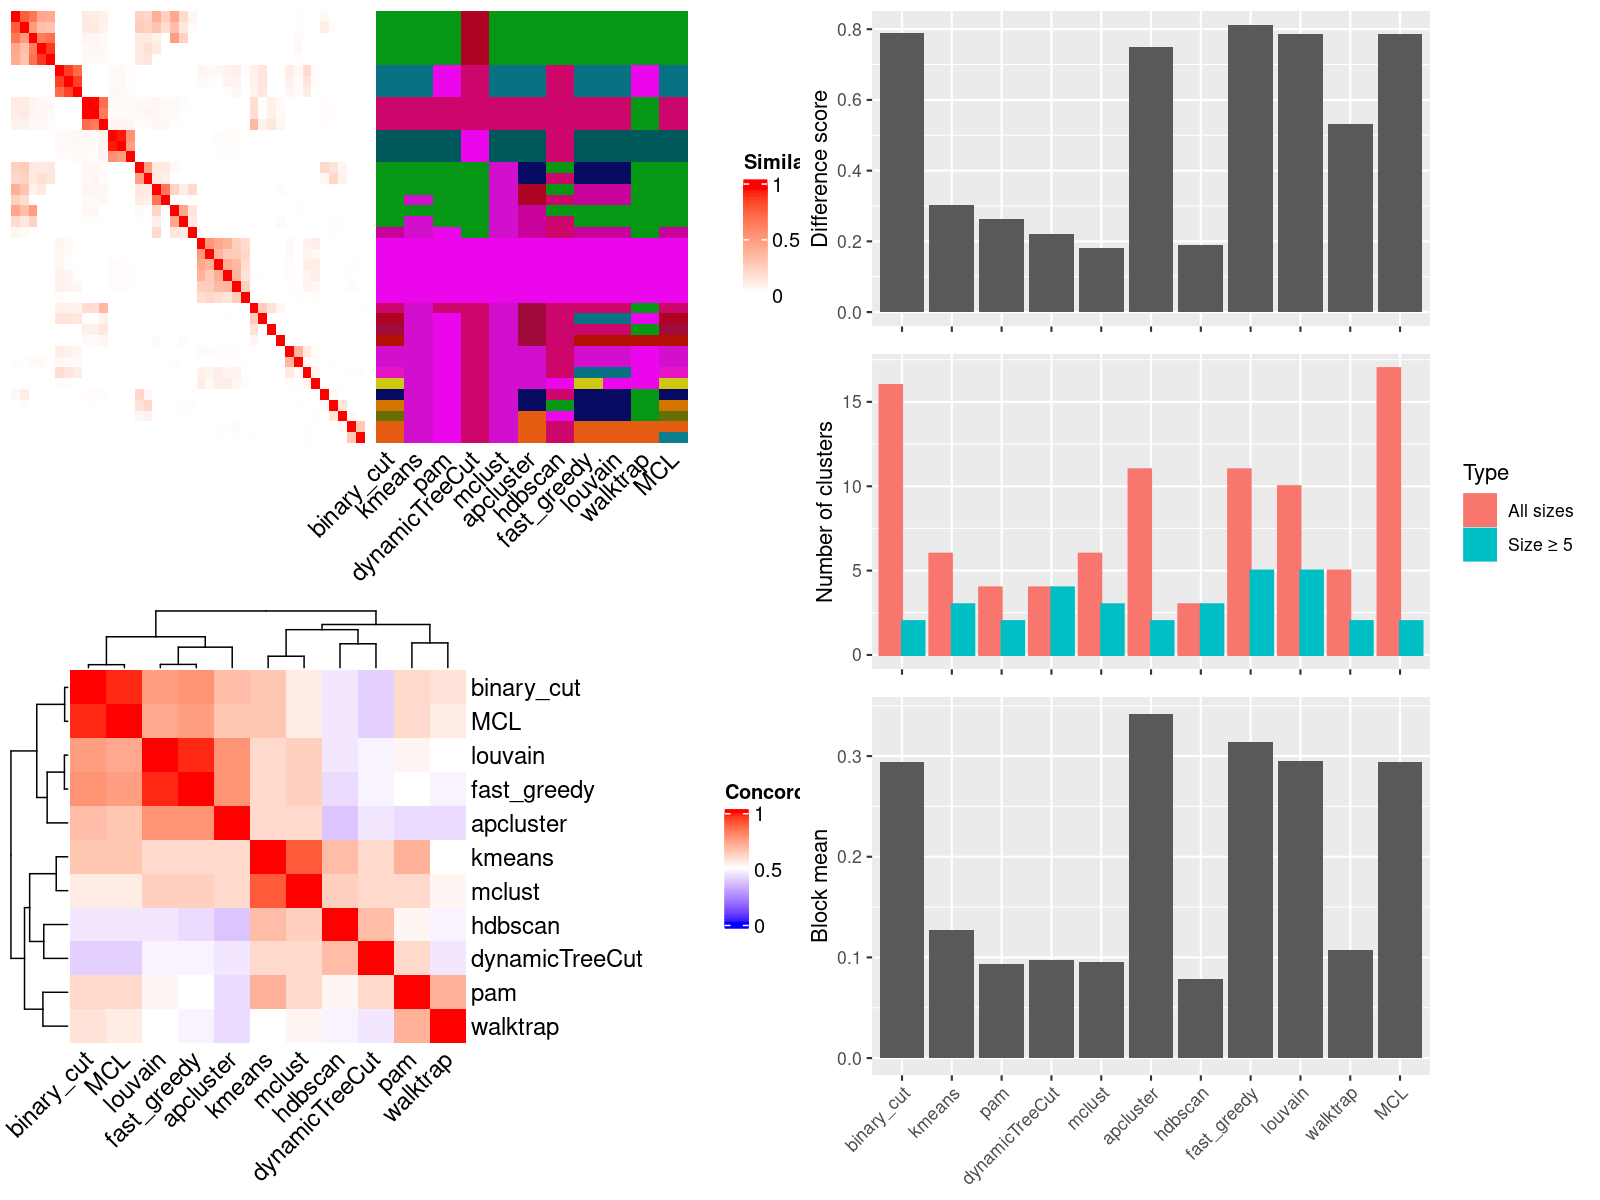 Simila
1
0.5
0
binary_cut
kmeans
pam
dynamicTreeCut
mclust
apcluster
hdbscan
fast_greedy
louvain
walktrap
MCL
binary_cut
MCL
louvain
fast_greedy
apcluster
kmeans
mclust
hdbscan
dynamicTreeCut
pam
walktrap
binary_cut
MCL
louvain
fast_greedy
apcluster
kmeans
mclust
hdbscan
dynamicTreeCut
pam
walktrap
Concord
1
0.5
0
Difference score
0.8
0.6
0.4
0.2
0.0
Number of clusters
15
10
5
0
Type
All sizes
Size ≥ 5
Block mean
0.3
0.2
0.1
0.0
binary_cut
kmeans
pam
dynamicTreeCut
mclust
apcluster
hdbscan
fast_greedy
louvain
walktrap
MCL